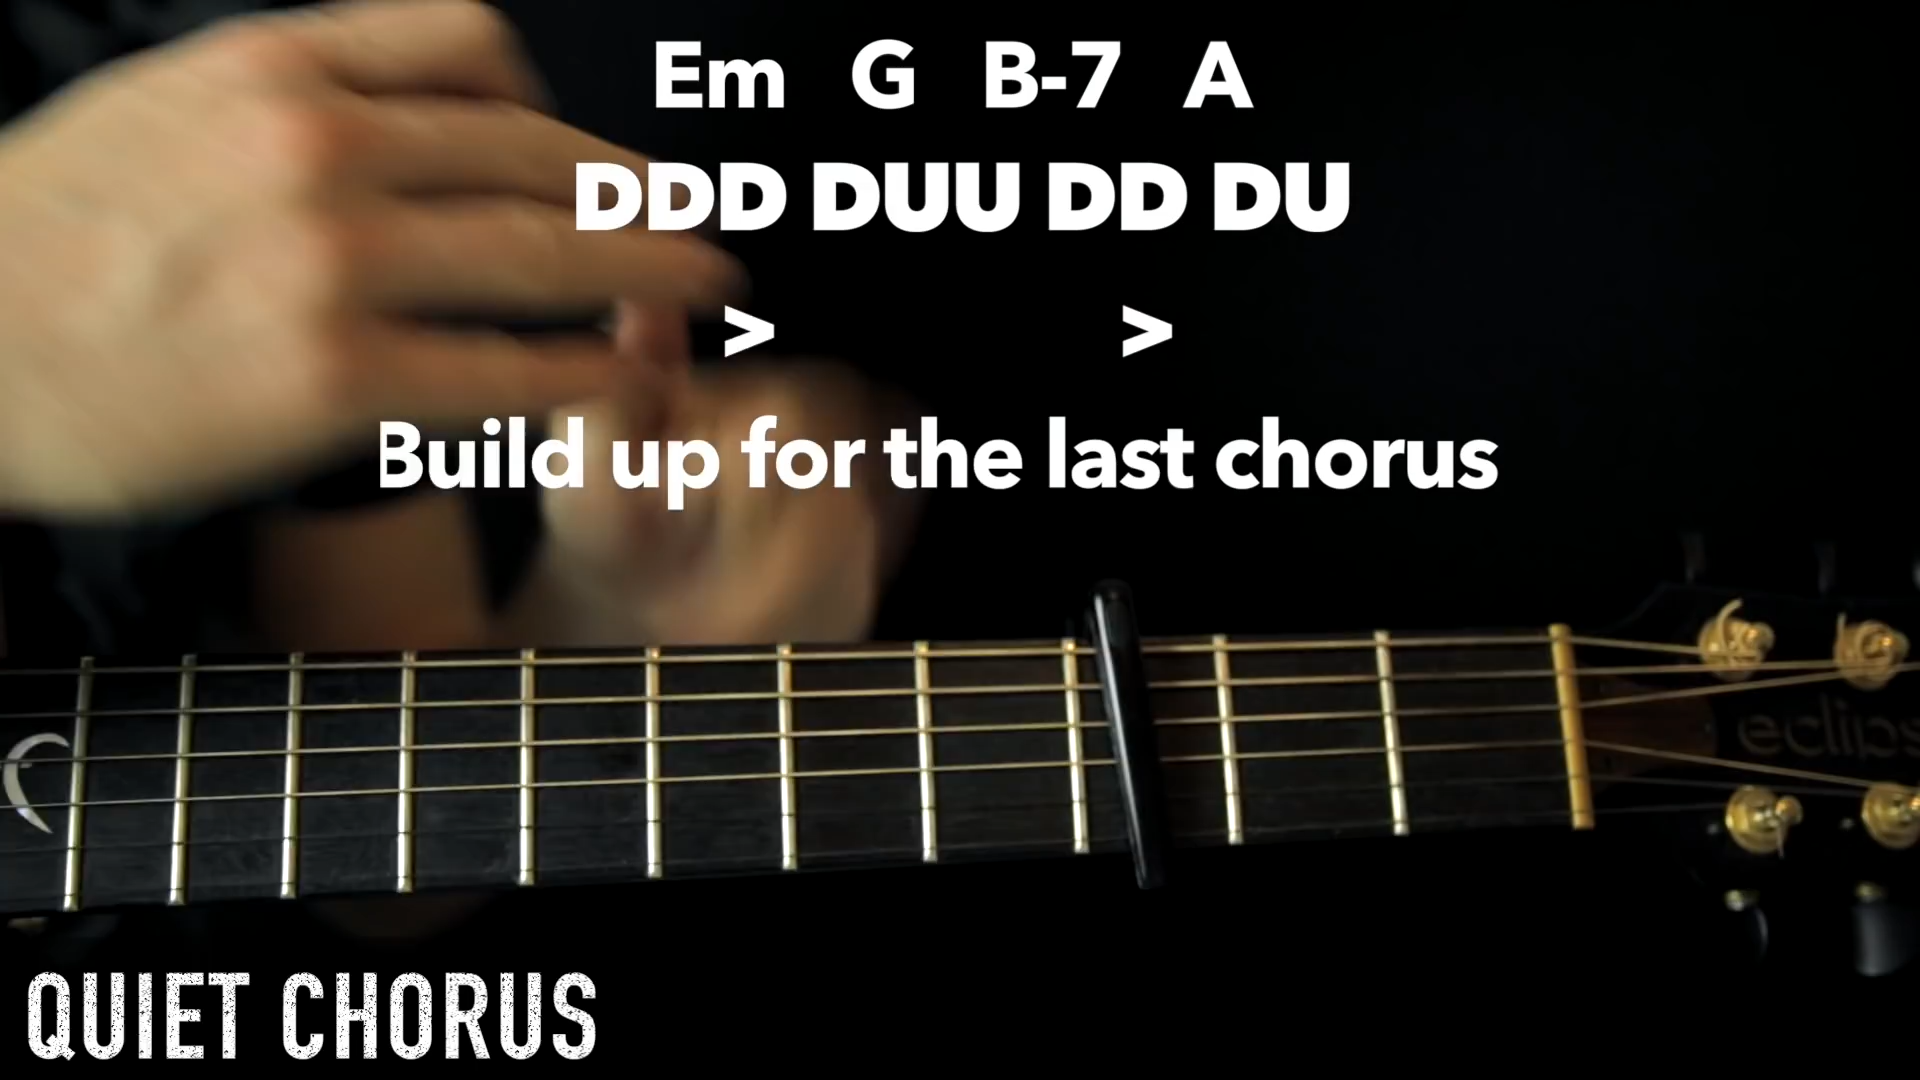 Em G B-7 A
DDD DUU DD DU
> >
Build up for the last chorus
eclips
QUIET CHORUS